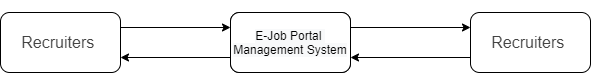 Recruiters
E-Job Portal
Management System
Recruiters